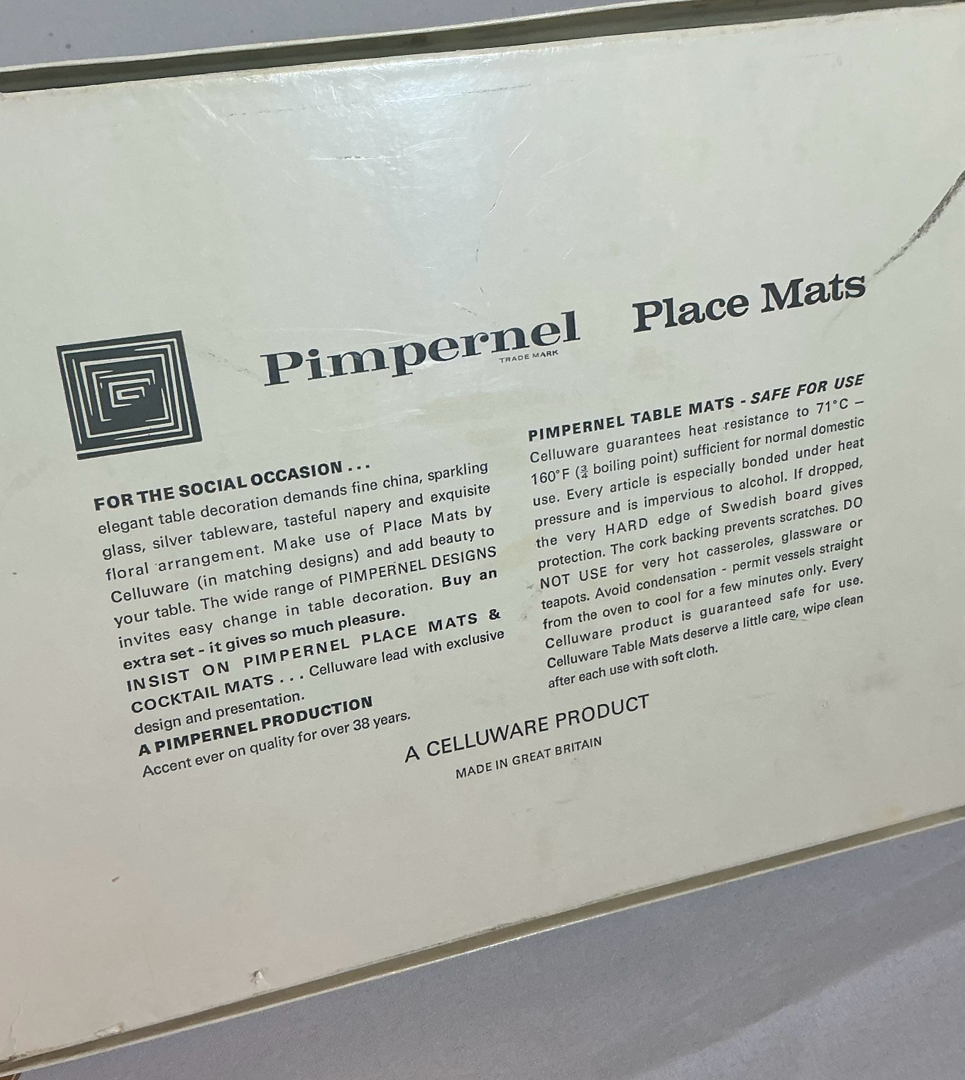 Pimpernel Place Mats
TRADE MARK
FOR THE SOCIAL OCCASION . . .
elegant table decoration demands fine china, sparkling
glass, silver tableware, tasteful napery and exquisite
floral arrangement. Make use of Place Mats by
Celluware (in matching designs) and add beauty to
your table. The wide range of PIMPERNEL DESIGNS
invites easy change in table decoration. Buy an
extra set - it gives so much pleasure.
INSIST ON PIMPERNEL PLACE MATS &
COCKTAIL MATS . . . Celluware lead with exclusive
design and presentation.
A PIMPERNEL PRODUCTION
Accent ever on quality for over 38 years.
PIMPERNEL TABLE MATS - SAFE FOR USE
Celluware guarantees heat resistance to 71°C –
160°F (¾ boiling point) sufficient for normal domestic
use. Every article is especially bonded under heat
pressure and is impervious to alcohol. If dropped,
the very HARD edge of Swedish board gives
protection. The cork backing prevents scratches. DO
NOT USE for very hot casseroles, glassware or
teapots. Avoid condensation - permit vessels straight
from the oven to cool for a few minutes only. Every
Celluware product is guaranteed safe for use.
Celluware Table Mats deserve a little care, wipe clean
after each use with soft cloth.
A CELLUWARE PRODUCT
MADE IN GREAT BRITAIN